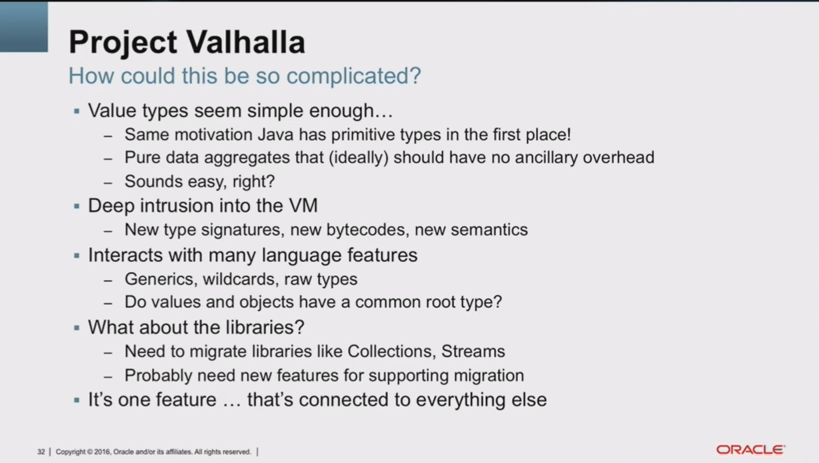 Project Valhalla
How could this be so complicated?
▪ Value types seem simple enough…
– Same motivation Java has primitive types in the first place!
– Pure data aggregates that (ideally) should have no ancillary overhead
– Sounds easy, right?
▪ Deep intrusion into the VM
– New type signatures, new bytecodes, new semantics
▪ Interacts with many language features
– Generics, wildcards, raw types
– Do values and objects have a common root type?
▪ What about the libraries?
– Need to migrate libraries like Collections, Streams
– Probably need new features for supporting migration
▪ It’s one feature … that’s connected to everything else
32 | Copyright © 2016, Oracle and/or its affiliates. All rights reserved. |
ORACLE®